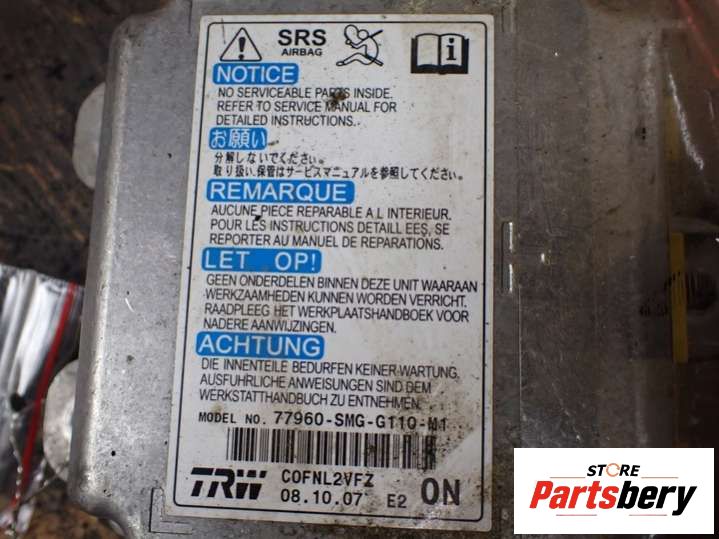 SRS
AIRBAG
NOTICE
NO SERVICEABLE PARTS INSIDE.
REFER TO SERVICE MANUAL FOR
DETAILED INSTRUCTIONS.
お願い
分解しないでください。
取り扱い、保管はサービスマニュアルを参照してください。
REMARQUE
AUCUNE PIECE REPARABLE A L INTERIEUR.
POUR LES INSTRUCTIONS DETAILL EES, SE
REPORTER AU MANUEL DE REPARATIONS.
LET OP!
GEEN ONDERDELEN BINNEN DEZE UNIT WAARAAN
WERKZAAMHEDEN KUNNEN WORDEN VERRICHT.
RAADPLEEG HET WERKPLAATSHANDBOEK VOOR
NADERE AANWIJZINGEN.
ACHTUNG
DIE INNENTEILE BEDURFEN KEINER WARTUNG.
AUSFUHRLICHE ANWEISUNGEN SIND DEM
WERKSTATTHANDBUCH ZU ENTNEHMEN.
MODEL NO. 77960-SMG-G110-M1
TRW
C0FNL2VFZ
08.10.07 E2 ON
STORE
Partsbery